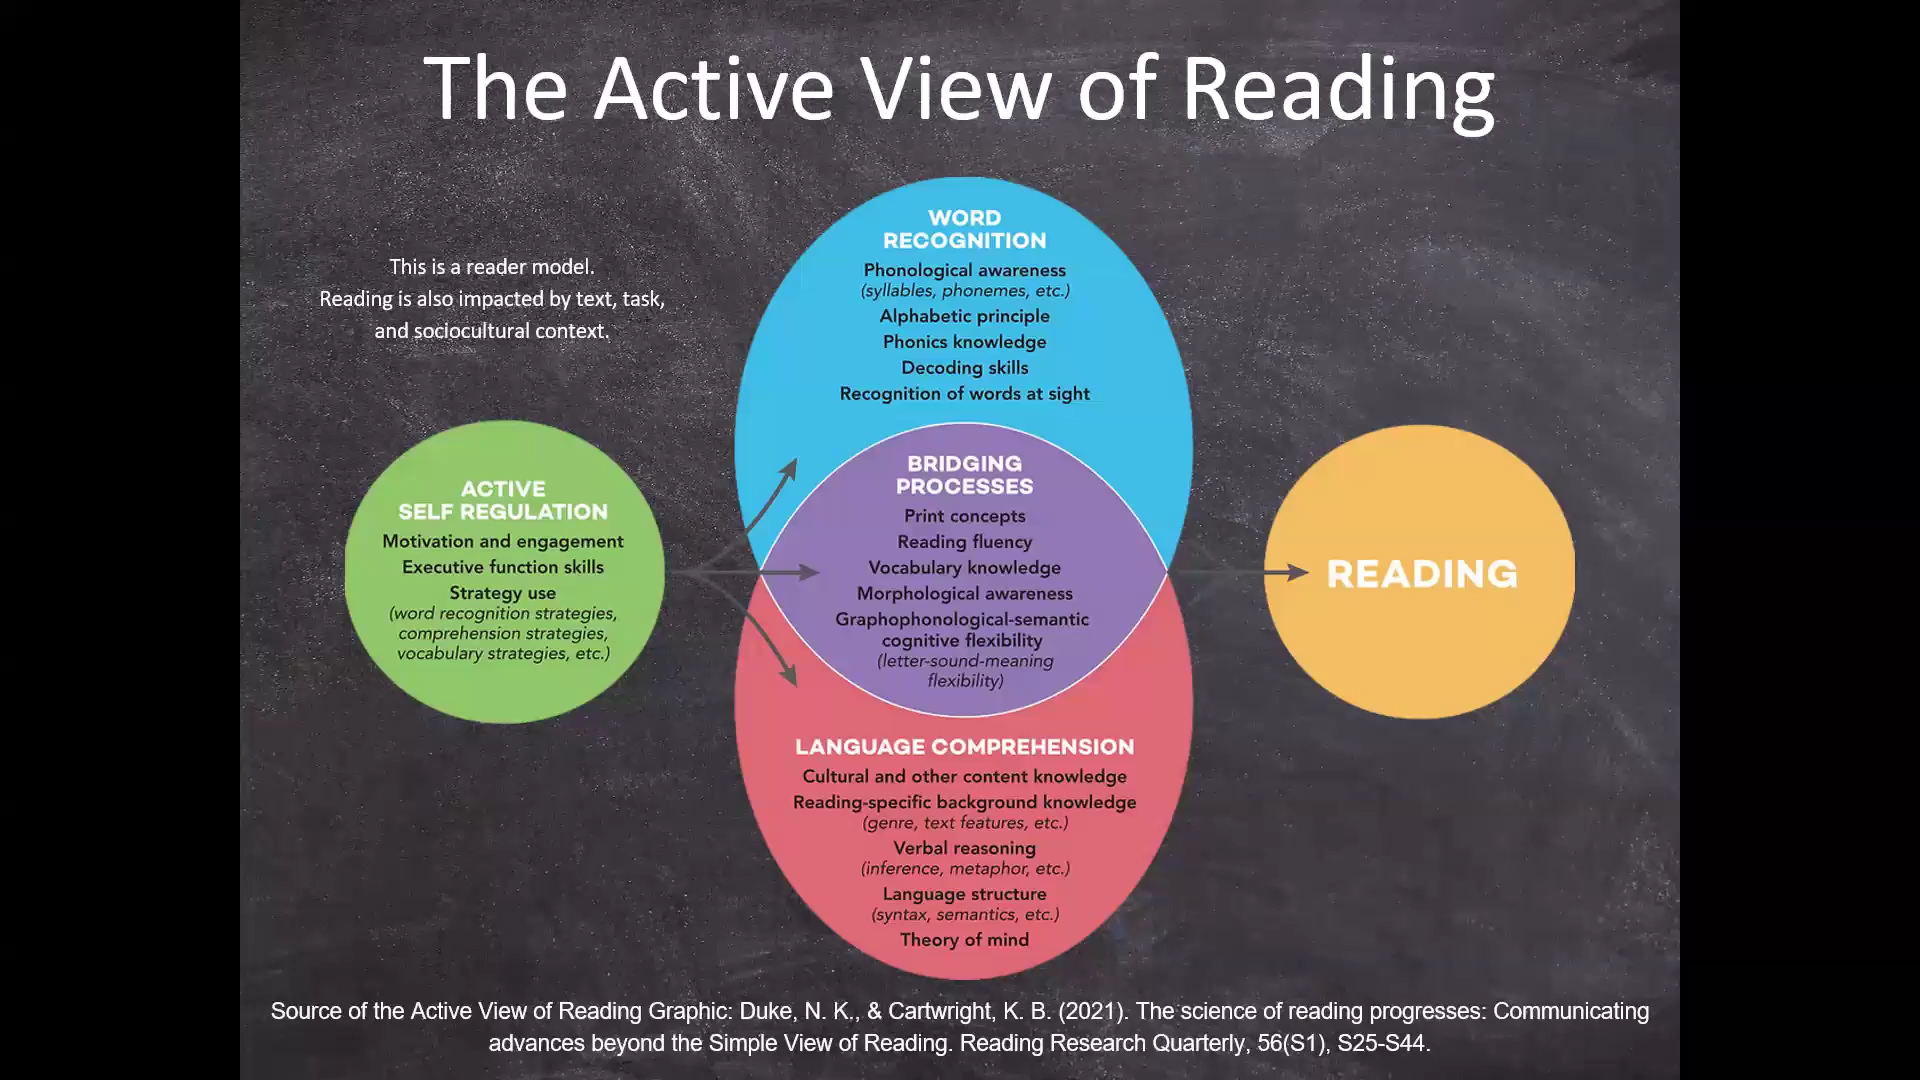 The Active View of Reading
This is a reader model.
Reading is also impacted by text, task,
and sociocultural context.
ACTIVE
SELF REGULATION
Motivation and engagement
Executive function skills
Strategy use
(word recognition strategies,
comprehension strategies,
vocabulary strategies, etc.)
WORD
RECOGNITION
Phonological awareness
(syllables, phonemes, etc.)
Alphabetic principle
Phonics knowledge
Decoding skills
Recognition of words at sight
BRIDGING
PROCESSES
Print concepts
Reading fluency
Vocabulary knowledge
Morphological awareness
Graphophonological-semantic
cognitive flexibility
(letter-sound-meaning
flexibility)
LANGUAGE COMPREHENSION
Cultural and other content knowledge
Reading-specific background knowledge
(genre, text features, etc.)
Verbal reasoning
(inference, metaphor, etc.)
Language structure
(syntax, semantics, etc.)
Theory of mind
READING
Source of the Active View of Reading Graphic: Duke, N. K., & Cartwright, K. B. (2021). The science of reading progresses: Communicating
advances beyond the Simple View of Reading. Reading Research Quarterly, 56(S1), S25-S44.